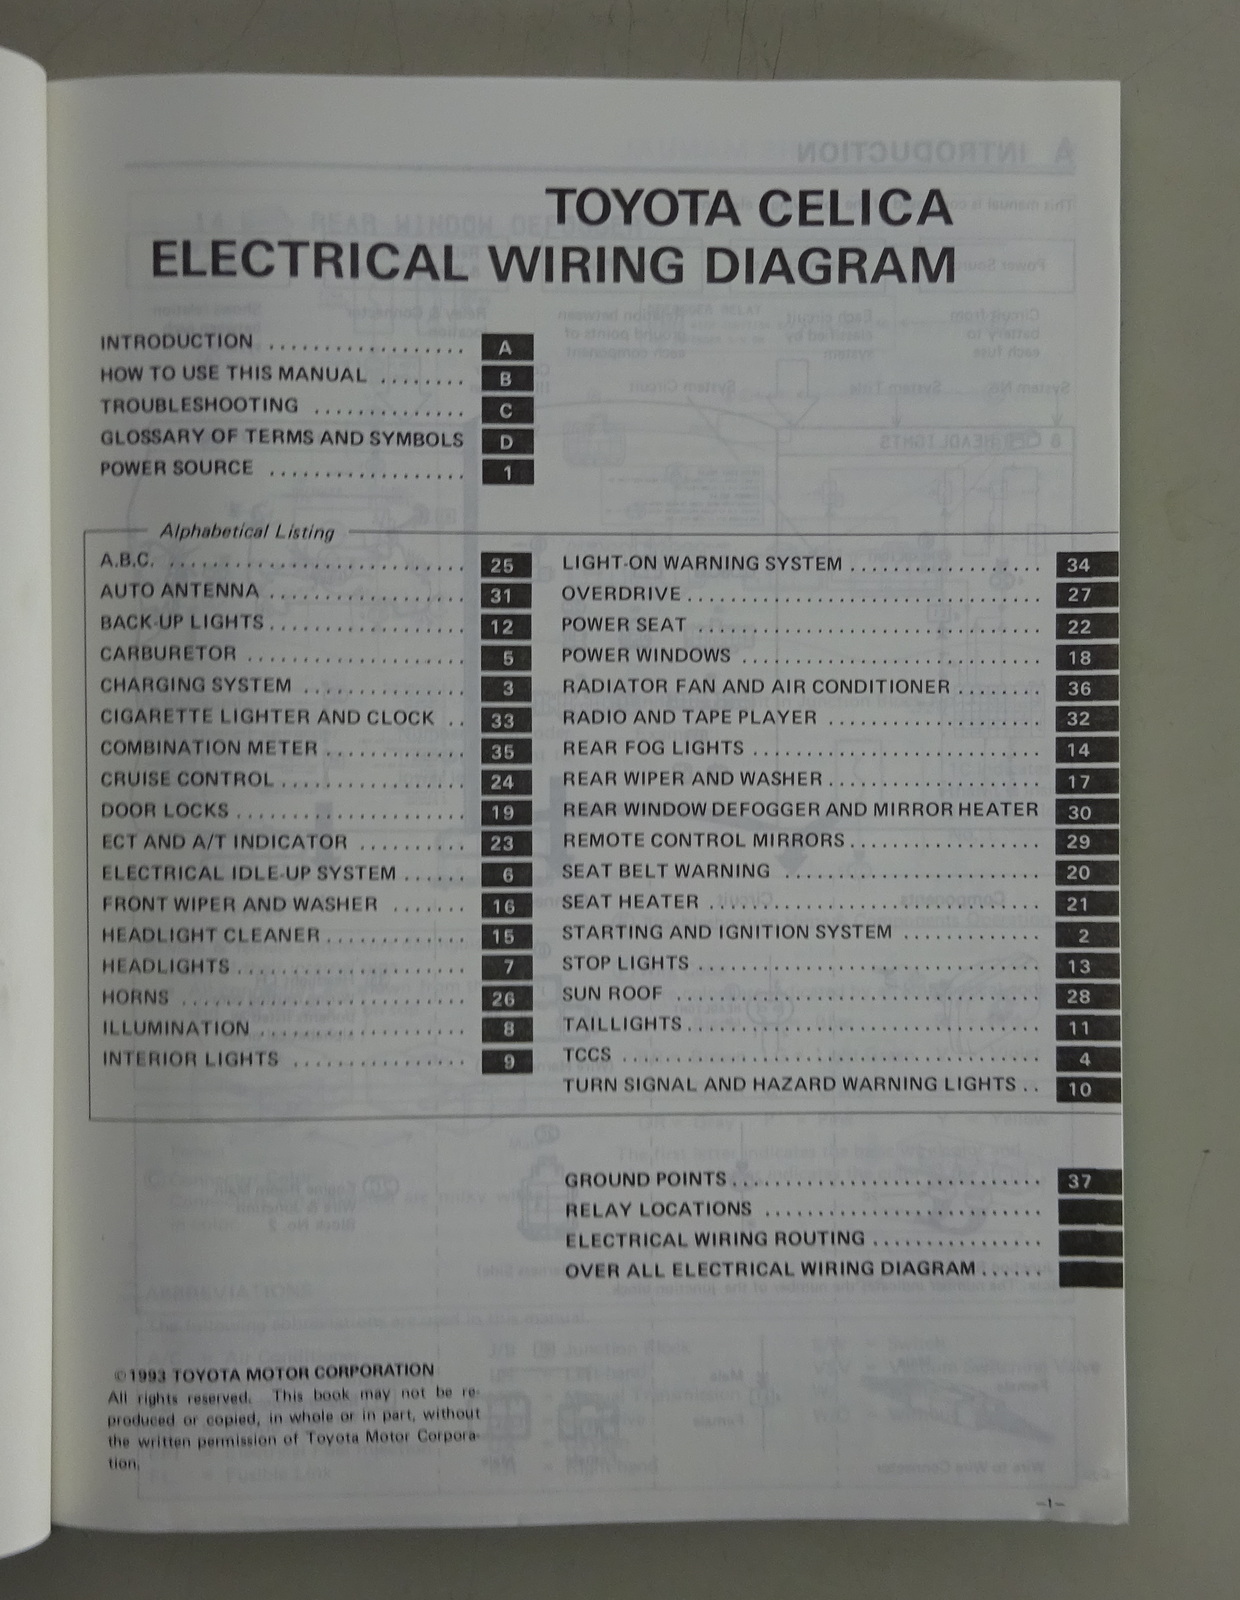 TOYOTA CELICA
ELECTRICAL WIRING DIAGRAM
INTRODUCTION .................. A
HOW TO USE THIS MANUAL ........ B
TROUBLESHOOTING .............. C
GLOSSARY OF TERMS AND SYMBOLS D
POWER SOURCE .................. 1
Alphabetical Listing
A.B.C. ........................... 25
AUTO ANTENNA .................. 31
BACK-UP LIGHTS .................. 12
CARBURETOR .................... 5
CHARGING SYSTEM ............... 3
CIGARETTE LIGHTER AND CLOCK .. 33
COMBINATION METER ............. 35
CRUISE CONTROL ................. 24
DOOR LOCKS ..................... 19
ECT AND A/T INDICATOR .......... 23
ELECTRICAL IDLE-UP SYSTEM ...... 6
FRONT WIPER AND WASHER ....... 16
HEADLIGHT CLEANER ............. 15
HEADLIGHTS ..................... 7
HORNS .......................... 26
ILLUMINATION ................... 8
INTERIOR LIGHTS ................ 9
LIGHT-ON WARNING SYSTEM .................. 34
OVERDRIVE ................................. 27
POWER SEAT ................................ 22
POWER WINDOWS ............................ 18
RADIATOR FAN AND AIR CONDITIONER ........ 36
RADIO AND TAPE PLAYER ..................... 32
REAR FOG LIGHTS ........................... 14
REAR WIPER AND WASHER .................... 17
REAR WINDOW DEFOGGER AND MIRROR HEATER 30
REMOTE CONTROL MIRRORS .................. 29
SEAT BELT WARNING ........................ 20
SEAT HEATER ............................... 21
STARTING AND IGNITION SYSTEM ............. 2
STOP LIGHTS ................................ 13
SUN ROOF .................................. 28
TAILLIGHTS ................................. 11
TCCS ....................................... 4
TURN SIGNAL AND HAZARD WARNING LIGHTS .. 10
GROUND POINTS ............................. 37
RELAY LOCATIONS ..........................
ELECTRICAL WIRING ROUTING ................
OVER ALL ELECTRICAL WIRING DIAGRAM ......
©1993 TOYOTA MOTOR CORPORATION
All rights reserved. This book may not be re-
produced or copied, in whole or in part, without
the written permission of Toyota Motor Corpora-
tion.
—1—